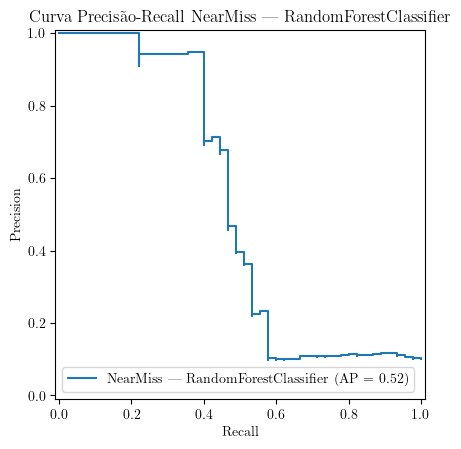 Curva Precisão-Recall NearMiss — RandomForestClassifier
1.0
0.8
0.6
0.4
0.2
0.0
Precision
NearMiss — RandomForestClassifier (AP = 0.52)
0.0 0.2 0.4 0.6 0.8 1.0
Recall